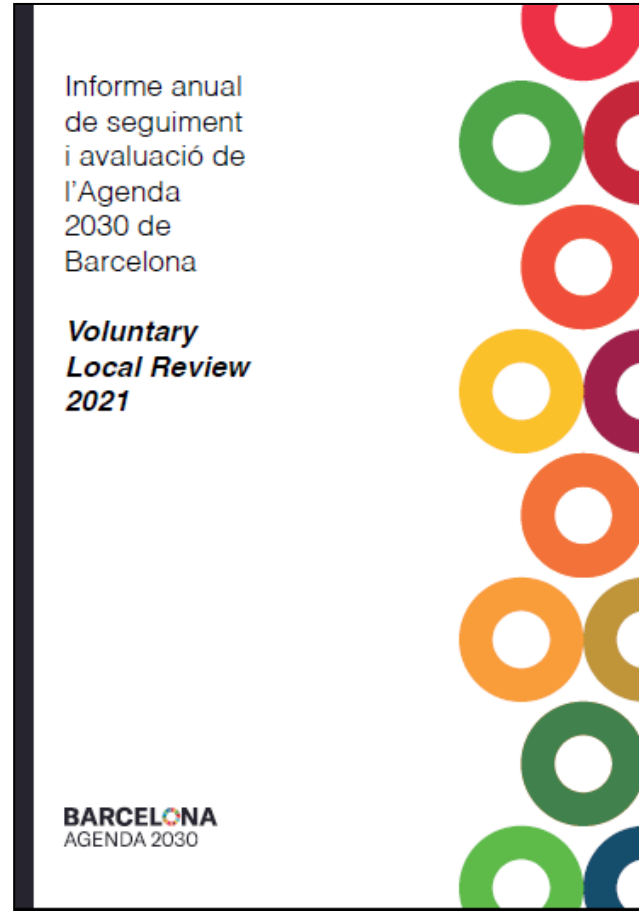 Informe anual
de seguiment
i avaluació de
l’Agenda
2030 de
Barcelona
Voluntary
Local Review
2021
BARCELONA
AGENDA 2030